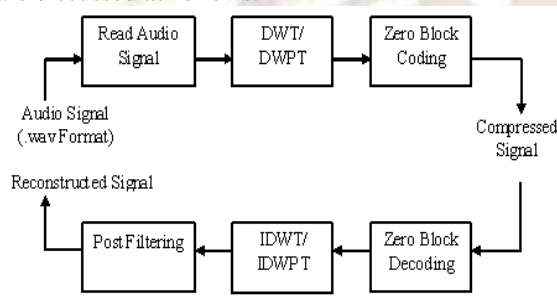 Read Audio
Signal
DWT/
DWPT
Zero Block
Coding
Audio Signal
(.wav Format)
Compressed
Signal
Reconstructed Signal
Post Filtering
IDWT/
IDWPT
Zero Block
Decoding